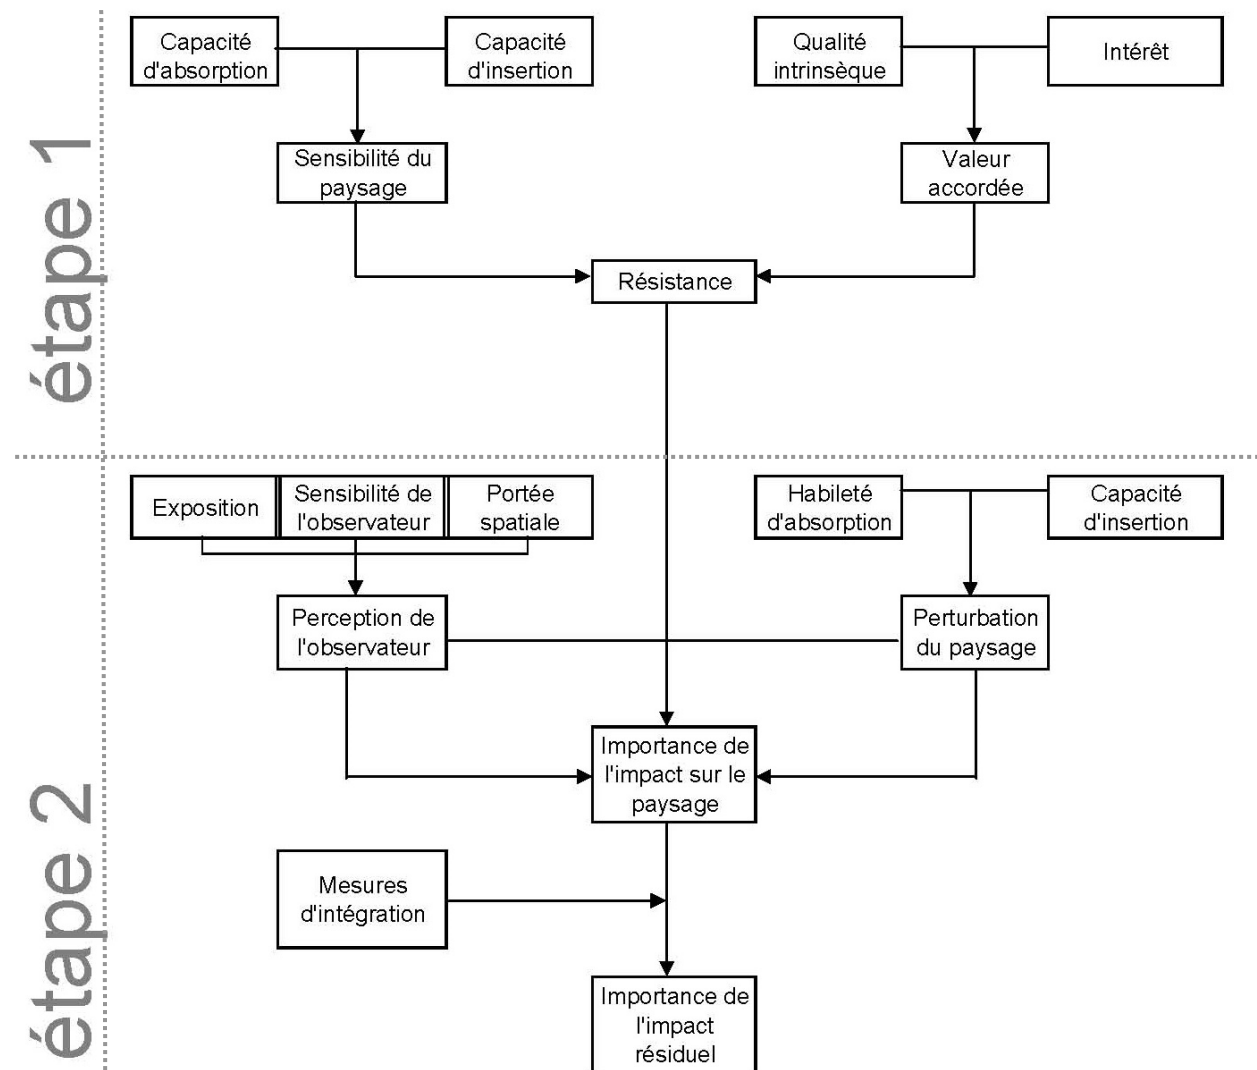 étape 1
Capacité
d'absorption
Capacité
d'insertion
Qualité
intrinsèque
Intérêt
Sensibilité du
paysage
Valeur
accordée
Résistance
étape 2
Exposition
Sensibilité de
l'observateur
Portée
spatiale
Habileté
d'absorption
Capacité
d'insertion
Perception de
l'observateur
Perturbation
du paysage
Importance de
l'impact sur le
paysage
Mesures
d'intégration
Importance de
l'impact
résiduel